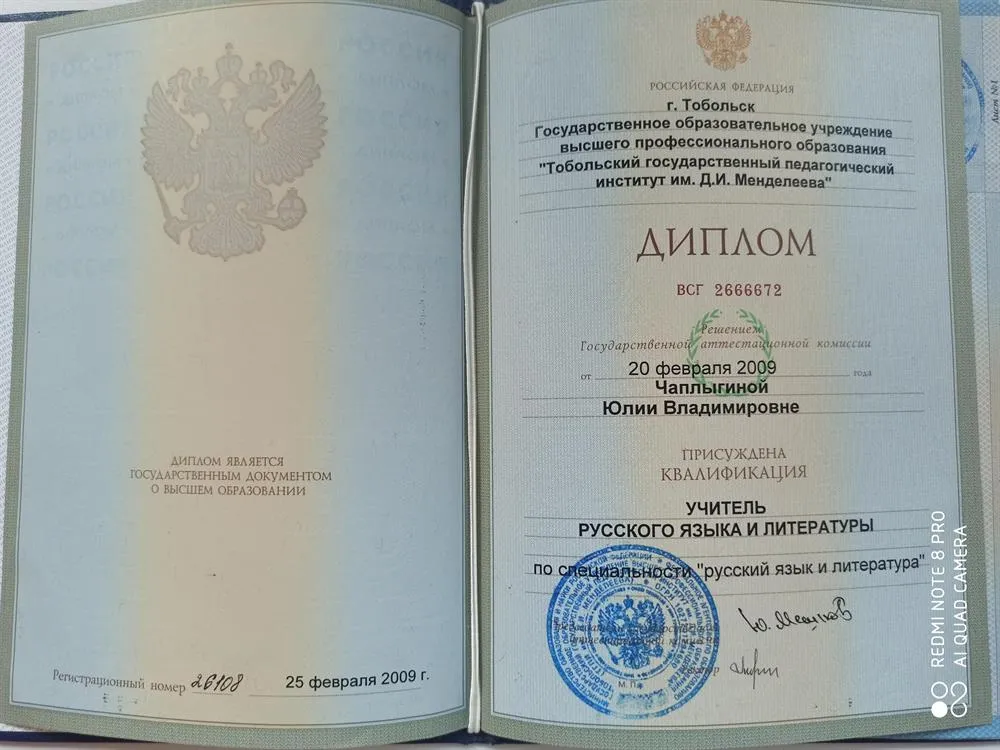 ДИПЛОМ ЯВЛЯЕТСЯ
ГОСУДАРСТВЕННЫМ ДОКУМЕНТОМ
О ВЫСШЕМ ОБРАЗОВАНИИ
Регистрационный номер 26108 25 февраля 2009 г.
РОССИЙСКАЯ ФЕДЕРАЦИЯ
г. Тобольск
Государственное образовательное учреждение
высшего профессионального образования
"Тобольский государственный педагогический
институт им. Д.И. Менделеева"
ДИПЛОМ
ВСГ 2666672
Решением
Государственной аттестационной комиссии
от 20 февраля 2009 года
Чаплыгиной
Юлии Владимировне
ПРИСУЖДЕНА
КВАЛИФИКАЦИЯ
УЧИТЕЛЬ
РУССКОГО ЯЗЫКА И ЛИТЕРАТУРЫ
по специальности "русский язык и литература"
М.П.
REDMI NOTE 8 PRO
AI QUAD CAMERA